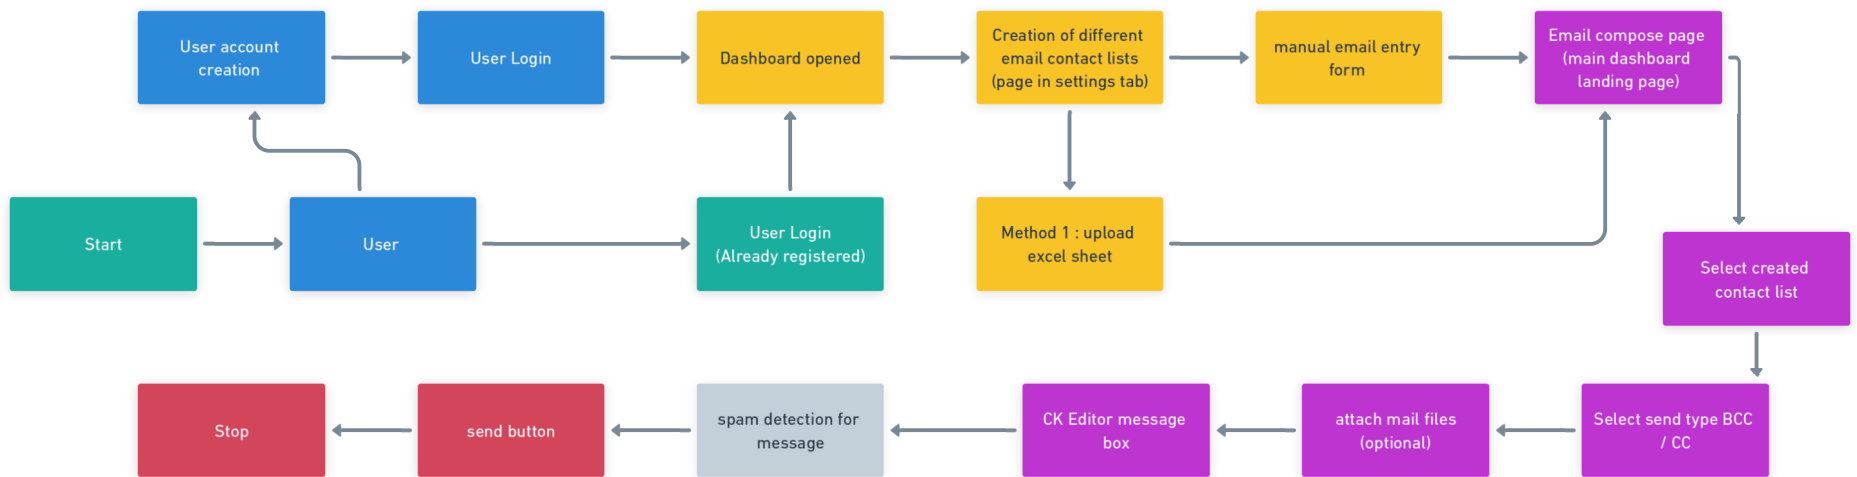 User account
creation
User Login
Dashboard opened
Creation of different
email contact lists
(page in settings tab)
manual email entry
form
Email compose page
(main dashboard
landing page)
Start
User
User Login
(Already registered)
Method 1 : upload
excel sheet
Select created
contact list
Stop
send button
spam detection for
message
CK Editor message
box
attach mail files
(optional)
Select send type BCC
/ CC